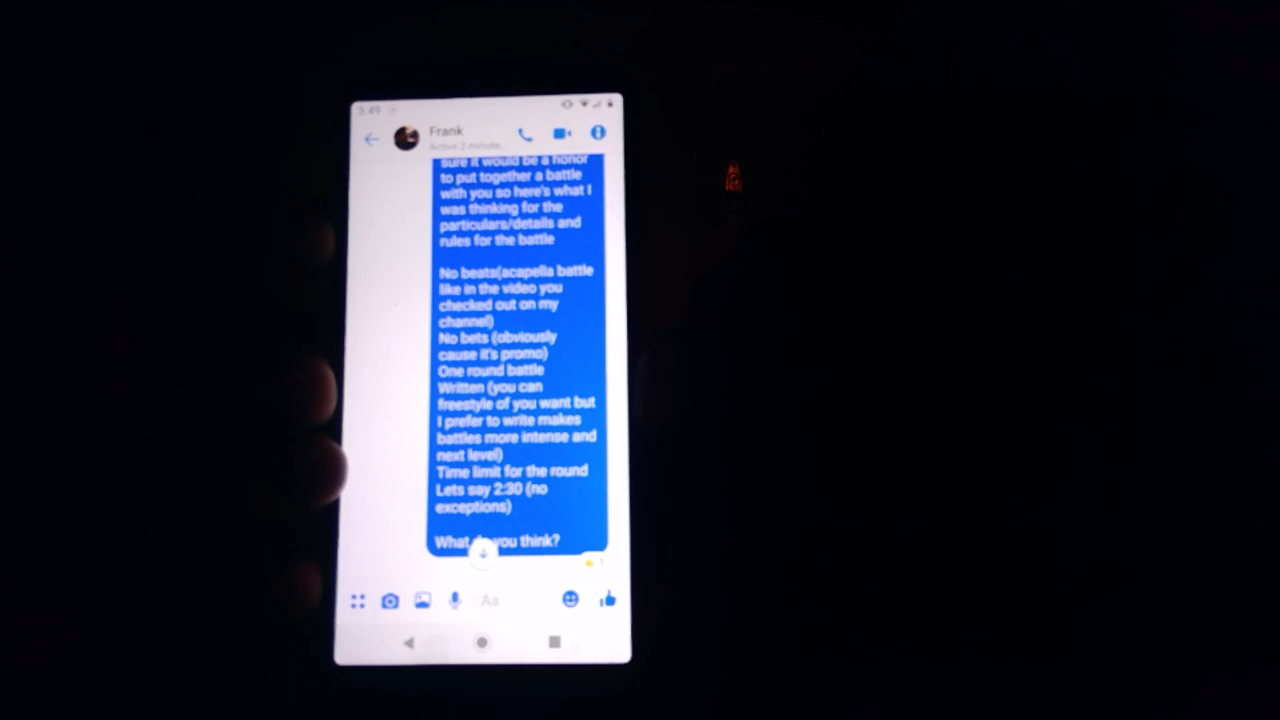 3:49
Frank
Active 2 minute...
sure it would be a honor
to put together a battle
with you so here's what I
was thinking for the
particulars/details and
rules for the battle
No beats(acapella battle
like in the video you
checked out on my
channel)
No bets (obviously
cause it's promo)
One round battle
Written (you can
freestyle of you want but
I prefer to write makes
battles more intense and
next level)
Time limit for the round
Lets say 2:30 (no
exceptions)
What do you think?
1
Aa